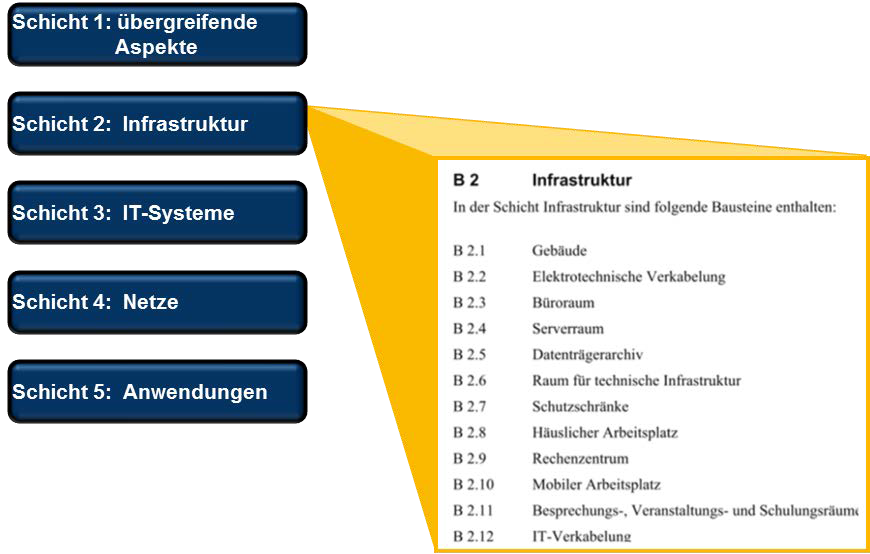 Schicht 1: übergreifende
Aspekte
Schicht 2: Infrastruktur
Schicht 3: IT-Systeme
Schicht 4: Netze
Schicht 5: Anwendungen
B 2 Infrastruktur
In der Schicht Infrastruktur sind folgende Bausteine enthalten:
B 2.1 Gebäude
B 2.2 Elektrotechnische Verkabelung
B 2.3 Büroraum
B 2.4 Serverraum
B 2.5 Datenträgerarchiv
B 2.6 Raum für technische Infrastruktur
B 2.7 Schutzschränke
B 2.8 Häuslicher Arbeitsplatz
B 2.9 Rechenzentrum
B 2.10 Mobiler Arbeitsplatz
B 2.11 Besprechungs-, Veranstaltungs- und Schulungsräume
B 2.12 IT-Verkabelung